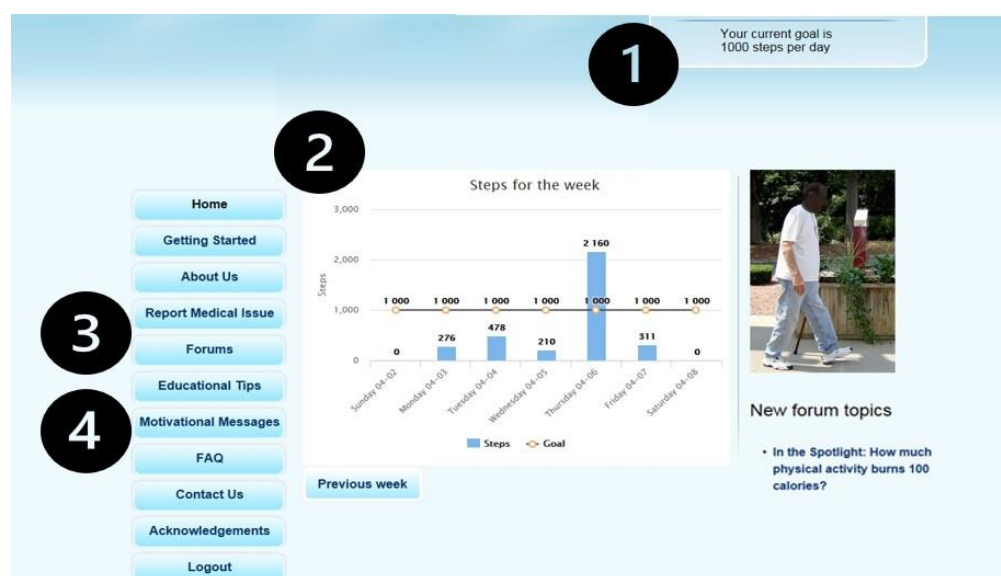 Your current goal is
1000 steps per day
1
2
Home
Getting Started
About Us
Report Medical Issue
3
Forums
Educational Tips
Motivational Messages
4
FAQ
Contact Us
Acknowledgements
Logout
Steps for the week
3,000
2,000
1,000
0
Steps
1 000 1 000 1 000 1 000 1 000 1 000 1 000
0 276 478 210 2 160 311 0
Sunday 04-02
Monday 04-03
Tuesday 04-04
Wednesday 04-05
Thursday 04-06
Friday 04-07
Saturday 04-08
Steps Goal
Previous week
New forum topics
• In the Spotlight: How much
physical activity burns 100
calories?